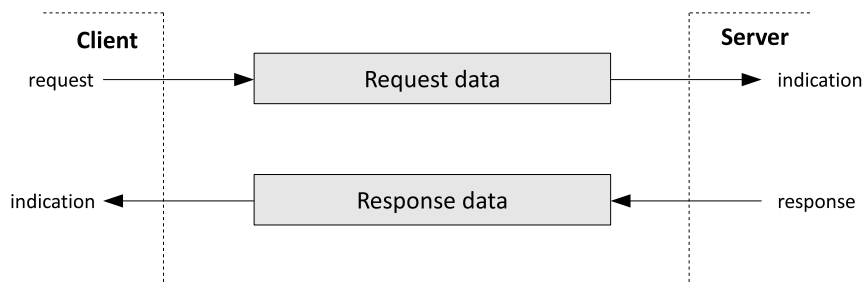 Client
Server
request
Request data
indication
indication
Response data
response